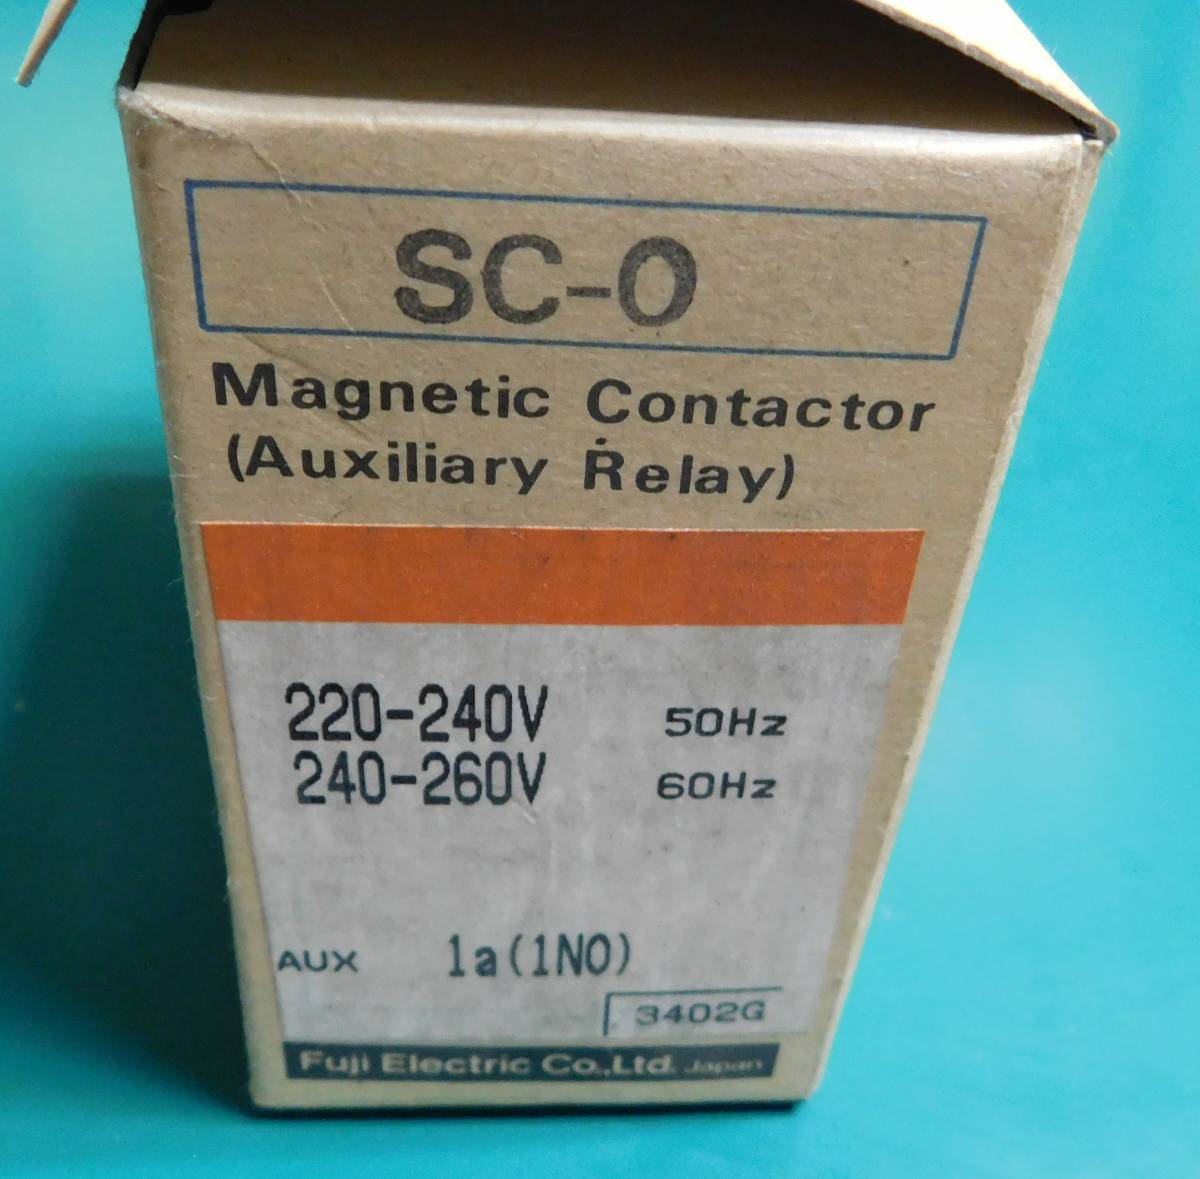 SC-0
Magnetic Contactor
(Auxiliary Relay)
220-240V 50Hz
240-260V 60Hz
AUX 1a(1NO)
3402G
Fuji Electric Co.,Ltd. Japan